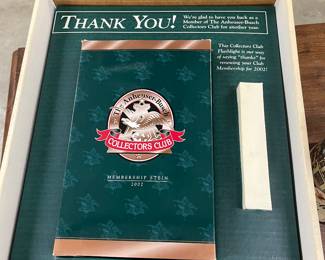 THANK YOU!
We're glad to have you back as a
Member of The Anheuser-Busch
Collectors Club for another year.
This Collectors Club
Flashlight is our way
of saying "thanks" for
renewing your Club
Membership for 2002!
The Anheuser-Busch
COLLECTORS CLUB
MEMBERSHIP STEIN
2002